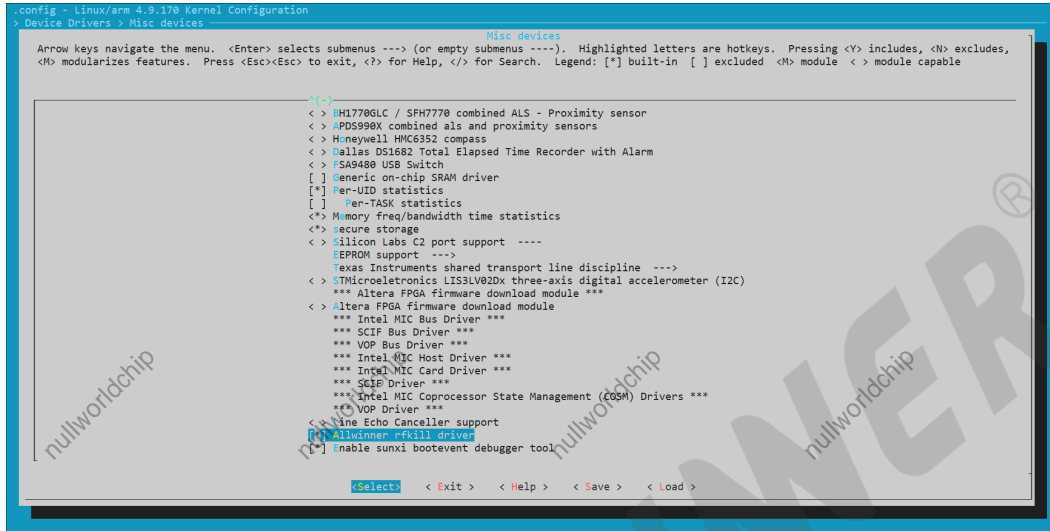 .config - Linux/arm 4.9.170 Kernel Configuration
> Device Drivers > Misc devices
Misc devices
Arrow keys navigate the menu. <Enter> selects submenus ---> (or empty submenus ----). Highlighted letters are hotkeys. Pressing <Y> includes, <N> excludes,
<M> modularizes features. Press <Esc><Esc> to exit, <?> for Help, </> for Search. Legend: [*] built-in [ ] excluded <M> module < > module capable
^(-)
< > BH1770GLC / SFH7770 combined ALS - Proximity sensor
< > APDS990X combined als and proximity sensors
< > Honeywell HMC6352 compass
< > Dallas DS1682 Total Elapsed Time Recorder with Alarm
< > FSA9480 USB Switch
[ ] Generic on-chip SRAM driver
[*] Per-UID statistics
[ ] Per-TASK statistics
<*> Memory freq/bandwidth time statistics
<*> secure storage
< > Silicon Labs C2 port support ----
EEPROM support --->
Texas Instruments shared transport line discipline --->
< > STMicroeletronics LIS3LV02Dx three-axis digital accelerometer (I2C)
*** Altera FPGA firmware download module ***
< > Altera FPGA firmware download module
*** Intel MIC Bus Driver ***
*** SCIF Bus Driver ***
*** VOP Bus Driver ***
*** Intel MIC Host Driver ***
*** Intel MIC Card Driver ***
*** SCIF Driver ***
*** Intel MIC Coprocessor State Management (COSM) Drivers ***
*** VOP Driver ***
< > Line Echo Canceller support
[*] Allwinner rfkill driver
[*] Enable sunxi bootevent debugger tool
<Select> < Exit > < Help > < Save > < Load >
nullworldchip
nullworldchip
nullworldchip
nullworldchip
®